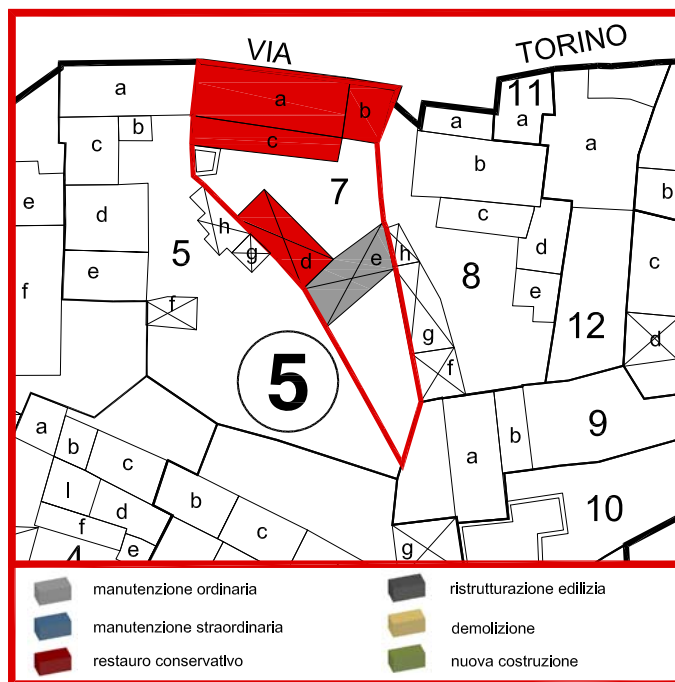 VIA TORINO
a a b c
b c d e
e f
5 h g f
7 d e
h g f
8 a b c d e
11 a
a
12 b c d
5
9 a b
10 g
a b c
l d f e
4
b c
manutenzione ordinaria
manutenzione straordinaria
restauro conservativo
ristrutturazione edilizia
demolizione
nuova costruzione